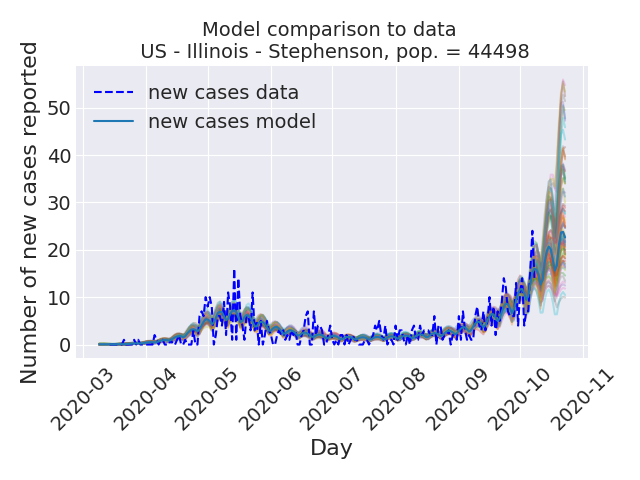 Model comparison to data
US - Illinois - Stephenson, pop. = 44498
Number of new cases reported
50
40
30
20
10
0
new cases data
new cases model
2020-03
2020-04
2020-05
2020-06
2020-07
2020-08
2020-09
2020-10
2020-11
Day